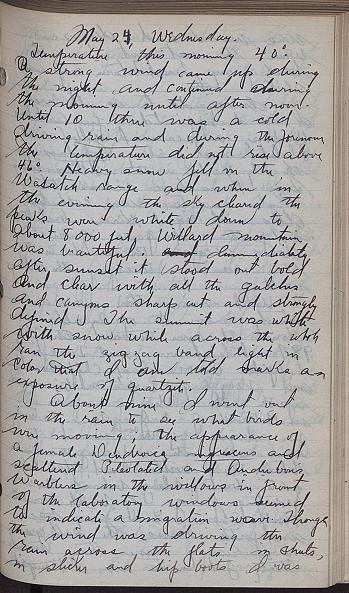 May 24, Wednesday.
Temperature this morning 40°.
A strong wind came up during
the night and continued during
the morning until after noon.
Until 10 there was a cold
driving rain and during the forenoon
the temperature did not rise above
46°. Heavy snow fell in the
Wasatch range and when in
the evening the sky cleared the
peaks were white down to
about 8000 feet. Willard mountain
was beautiful. Immediately
after sunset it stood out bold
and clear with all the gulches
and canyons sharp cut and strongly
defined. The summit was white
with snow while across the
ran the zig zag band, light in
color that I am told marks an
exposure of quartzite.
About nine I went out
in the rain to see what birds
were moving; the appearance of
a female Dendroica and
scattered Pileolated and Audubons
Warblers in the willows in front
of the laboratory windows seemed
to indicate a migration wave. Though
the wind was driving the
rain across the flats in sheets,
in slicker and hip boots I was